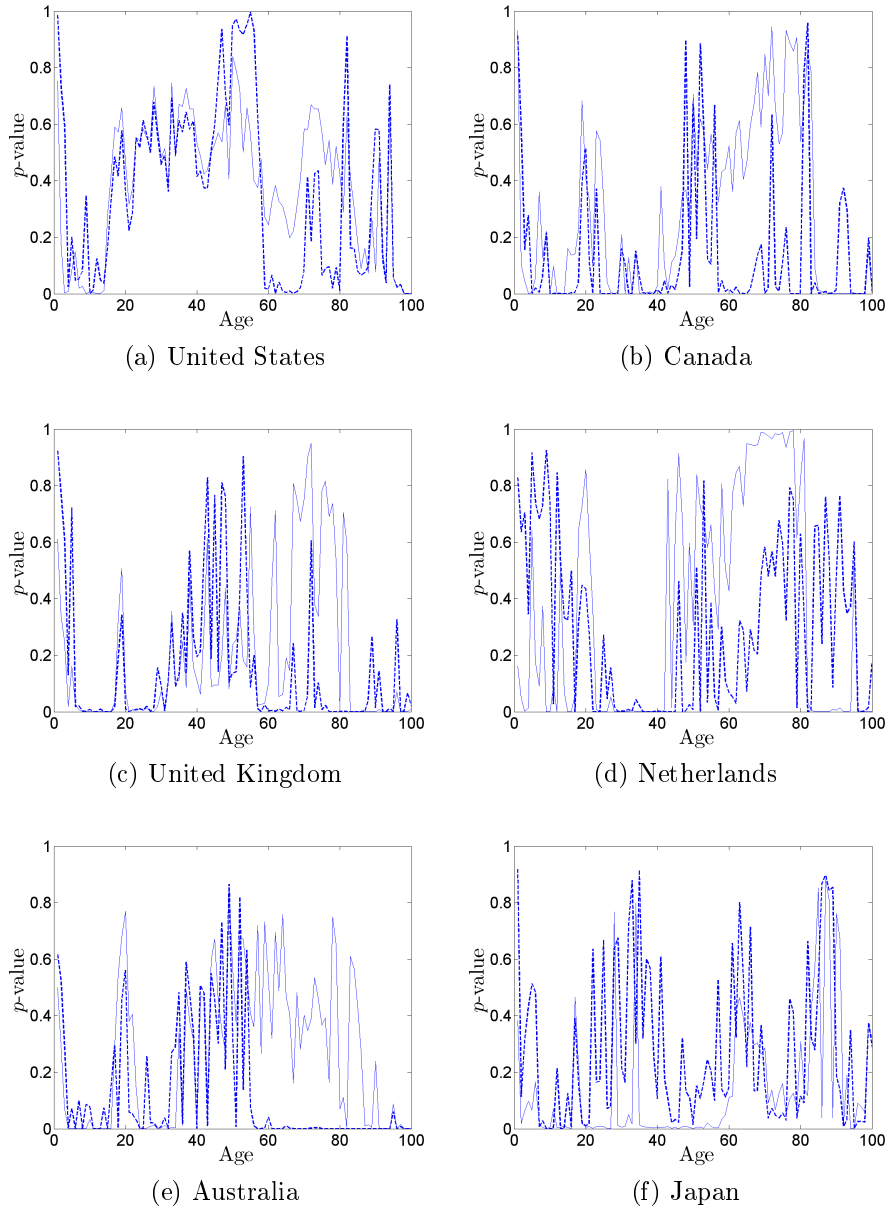 1
0.8
0.6
0.4
0.2
0
p-value
0 20 40 60 80 100
Age
(a) United States
1
0.8
0.6
0.4
0.2
0
p-value
0 20 40 60 80 100
Age
(b) Canada
1
0.8
0.6
0.4
0.2
0
p-value
0 20 40 60 80 100
Age
(c) United Kingdom
1
0.8
0.6
0.4
0.2
0
p-value
0 20 40 60 80 100
Age
(d) Netherlands
1
0.8
0.6
0.4
0.2
0
p-value
0 20 40 60 80 100
Age
(e) Australia
1
0.8
0.6
0.4
0.2
0
p-value
0 20 40 60 80 100
Age
(f) Japan